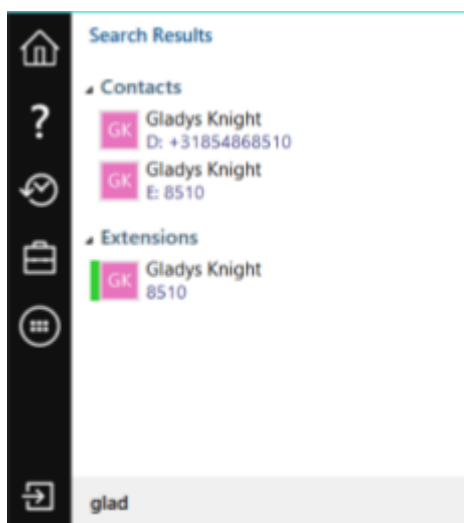 Search Results
Contacts
GK
Gladys Knight
D: +31854868510
GK
Gladys Knight
E: 8510
Extensions
GK
Gladys Knight
8510
glad